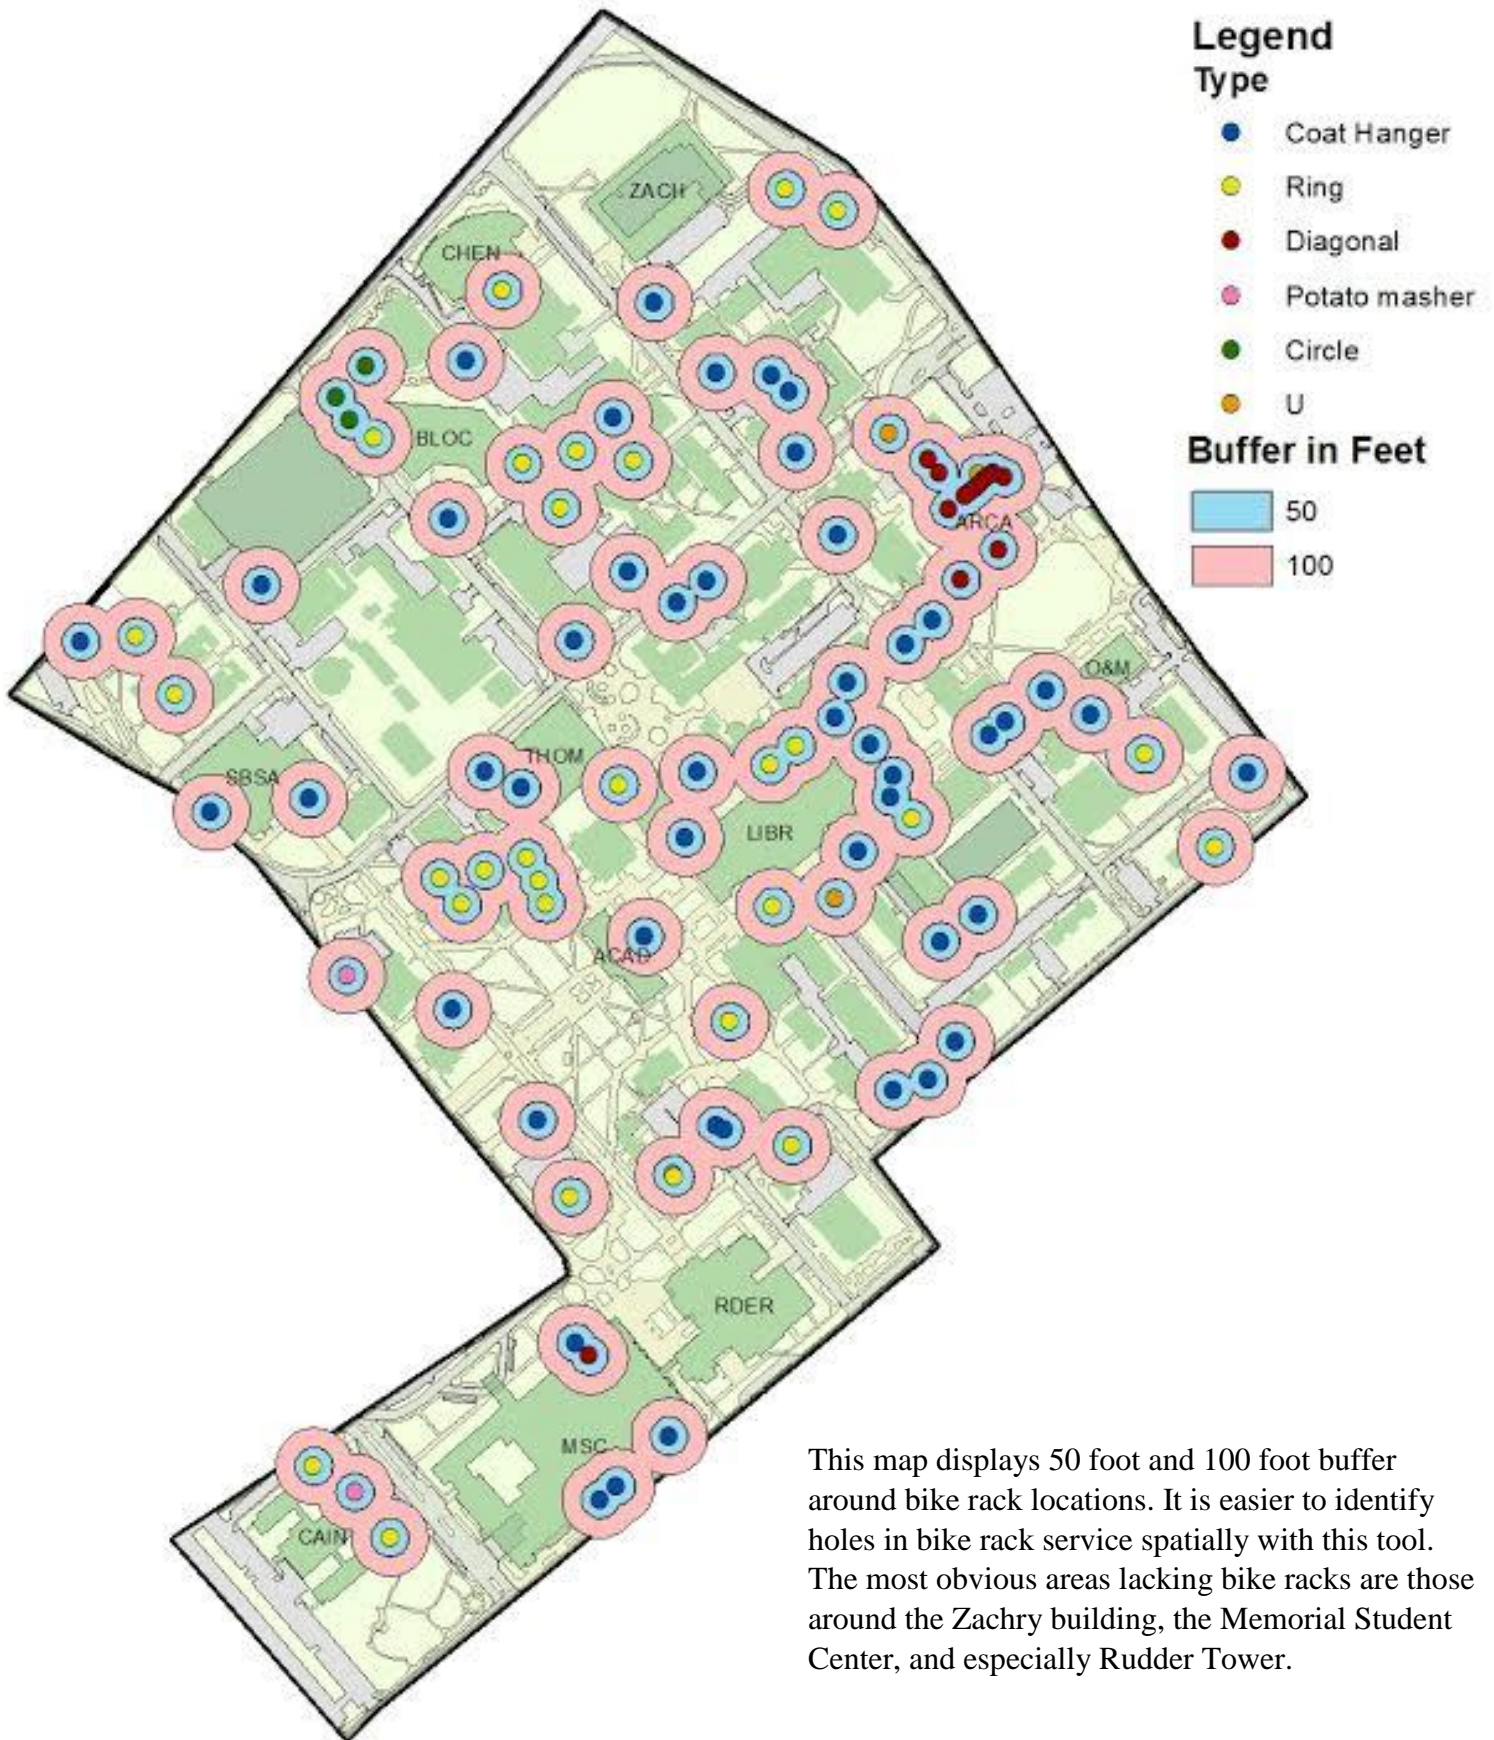 Legend
Type
Coat Hanger
Ring
Diagonal
Potato masher
Circle
U
Buffer in Feet
50
100
ZACH
CHEN
BLOC
ARCA
O&M
THOM
SBSA
LIBR
ACAD
RDER
MSC
CAIN
This map displays 50 foot and 100 foot buffer
around bike rack locations. It is easier to identify
holes in bike rack service spatially with this tool.
The most obvious areas lacking bike racks are those
around the Zachry building, the Memorial Student
Center, and especially Rudder Tower.